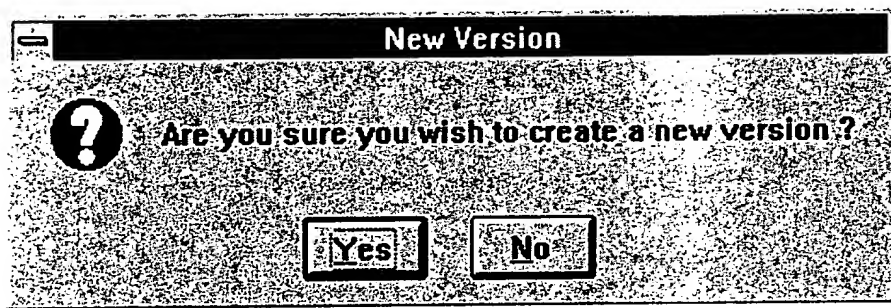 New Version
Are you sure you wish to create a new version.?
Yes
No